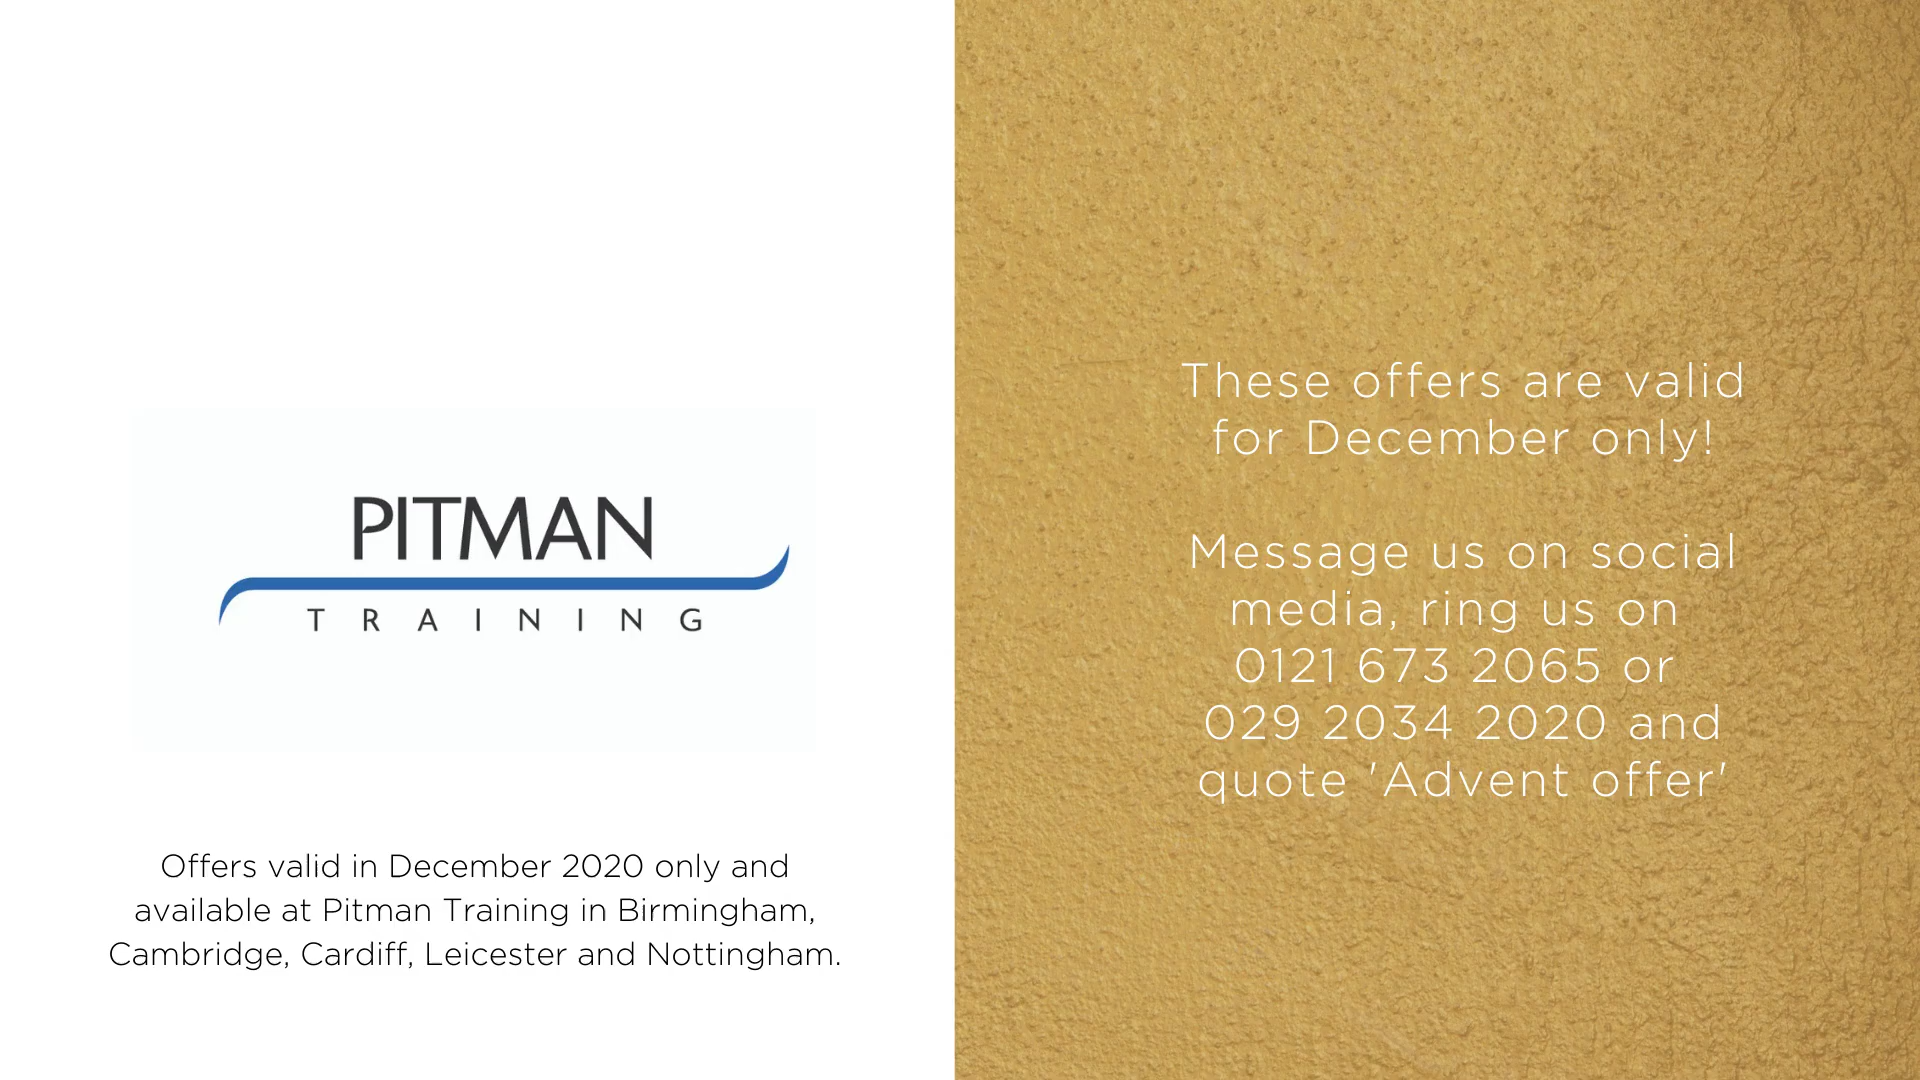 PITMAN
TRAINING
Offers valid in December 2020 only and
available at Pitman Training in Birmingham,
Cambridge, Cardiff, Leicester and Nottingham.
These offers are valid
for December only!
Message us on social
media, ring us on
0121 673 2065 or
029 2034 2020 and
quote 'Advent offer'